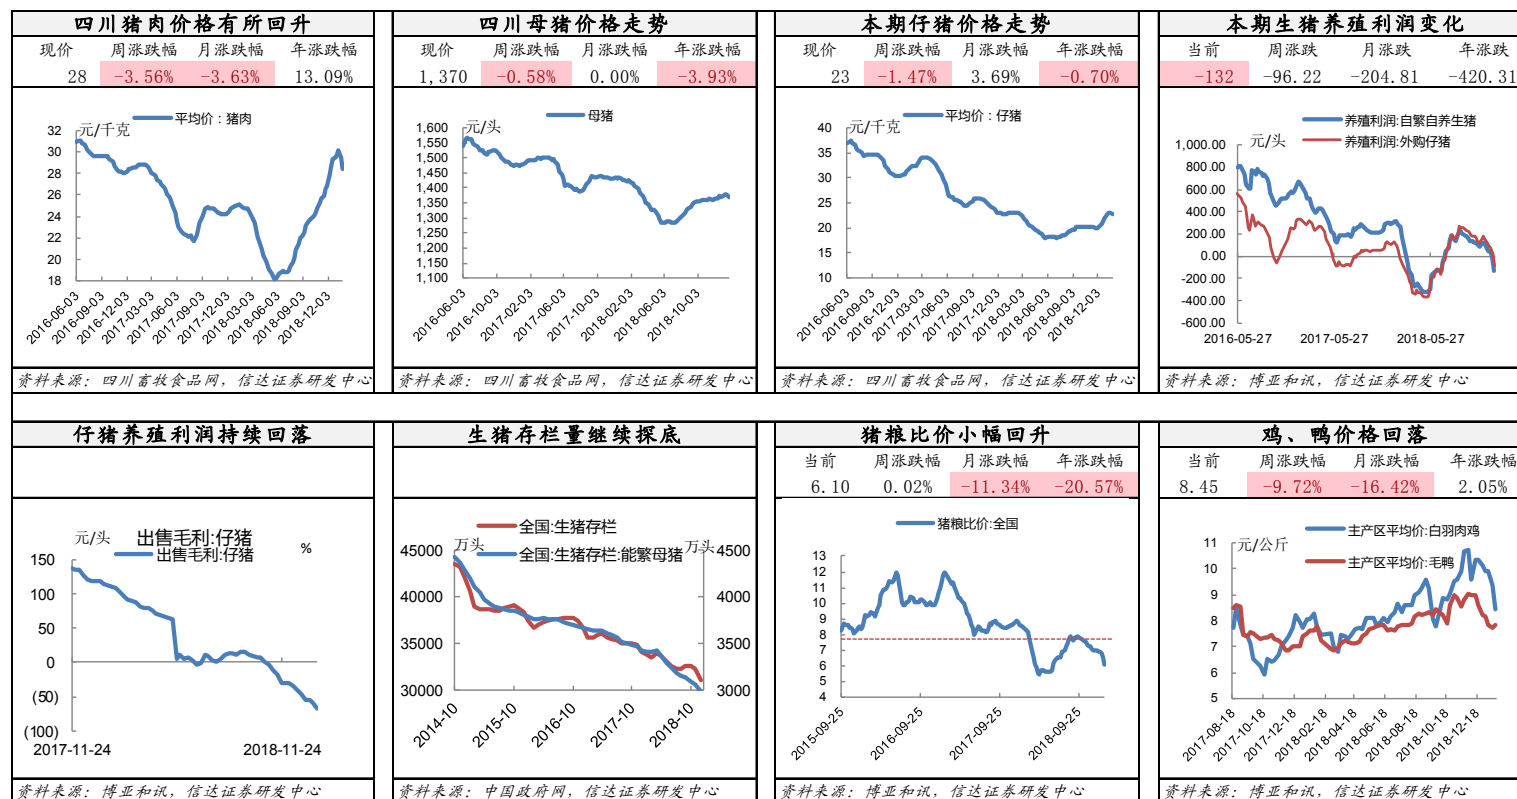 四川猪肉价格有所回升
现价 周涨跌幅 月涨跌幅 年涨跌幅
28 -3.56% -3.63% 13.09%
元/千克
平均价：猪肉
32
30
28
26
24
22
20
18
2016-06-03 2016-09-03 2016-12-03 2017-03-03 2017-06-03 2017-09-03 2017-12-03 2018-03-03 2018-06-03 2018-09-03 2018-12-03
资料来源：四川畜牧食品网，信达证券研发中心
四川母猪价格走势
现价 周涨跌幅 月涨跌幅 年涨跌幅
1,370 -0.58% 0.00% -3.93%
元/头
母猪
1,600
1,550
1,500
1,450
1,400
1,350
1,300
1,250
1,200
1,150
1,100
2016-06-03 2016-10-03 2017-02-03 2017-06-03 2017-10-03 2018-02-03 2018-06-03 2018-10-03
资料来源：四川畜牧食品网，信达证券研发中心
本期仔猪价格走势
现价 周涨跌幅 月涨跌幅 年涨跌幅
23 -1.47% 3.69% -0.70%
元/千克
平均价：仔猪
40
35
30
25
20
15
10
2016-06-03 2016-09-03 2016-12-03 2017-03-03 2017-06-03 2017-09-03 2017-12-03 2018-03-03 2018-06-03 2018-09-03 2018-12-03
资料来源：四川畜牧食品网，信达证券研发中心
本期生猪养殖利润变化
当前 周涨跌 月涨跌 年涨跌
-132 -96.22 -204.81 -420.31
养殖利润:自繁自养生猪
元/头
养殖利润:外购仔猪
1,000.00
800.00
600.00
400.00
200.00
0.00
-200.00
-400.00
-600.00
2016-05-27 2017-05-27 2018-05-27
资料来源：博亚和讯，信达证券研发中心
仔猪养殖利润持续回落
元/头
出售毛利:仔猪
出售毛利:仔猪
%
150
100
50
0
(50)
(100)
2017-11-24 2018-11-24
资料来源：博亚和讯，信达证券研发中心
生猪存栏量继续探底
全国:生猪存栏
万头
全国:生猪存栏:能繁母猪
万头
45000 4500
40000 4000
35000 3500
30000 3000
2014-10 2015-10 2016-10 2017-10 2018-10
资料来源：中国政府网，信达证券研发中心
猪粮比价小幅回升
当前 周涨跌幅 月涨跌幅 年涨跌幅
6.10 0.02% -11.34% -20.57%
猪粮比价:全国
13
12
11
10
9
8
7
6
5
4
2015-09-25 2016-09-25 2017-09-25 2018-09-25
资料来源：博亚和讯，信达证券研发中心
鸡、鸭价格回落
当前 周涨跌幅 月涨跌幅 年涨跌幅
8.45 -9.72% -16.42% 2.05%
主产区平均价:白羽肉鸡
元/公斤
主产区平均价:毛鸭
11
10
9
8
7
6
5
2017-08-18 2017-10-18 2017-12-18 2018-02-18 2018-04-18 2018-06-18 2018-08-18 2018-10-18 2018-12-18
资料来源：博亚和讯，信达证券研发中心